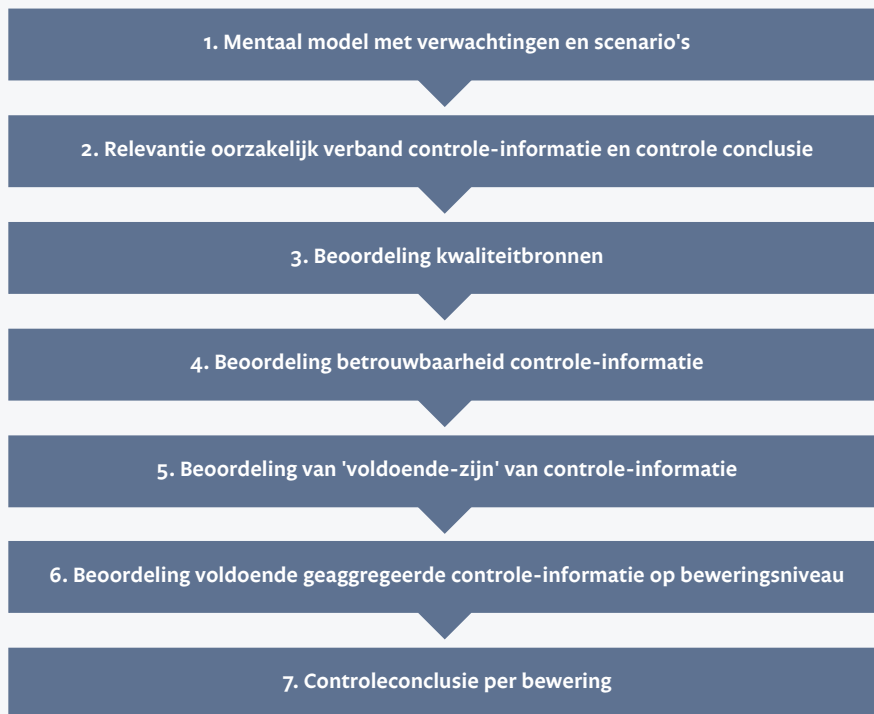 1. Mentaal model met verwachtingen en scenario's
2. Relevantie oorzakelijk verband controle-informatie en controle conclusie
3. Beoordeling kwaliteitbronnen
4. Beoordeling betrouwbaarheid controle-informatie
5. Beoordeling van 'voldoende-zijn' van controle-informatie
6. Beoordeling voldoende geaggregeerde controle-informatie op beweringsniveau
7. Controleconclusie per bewering